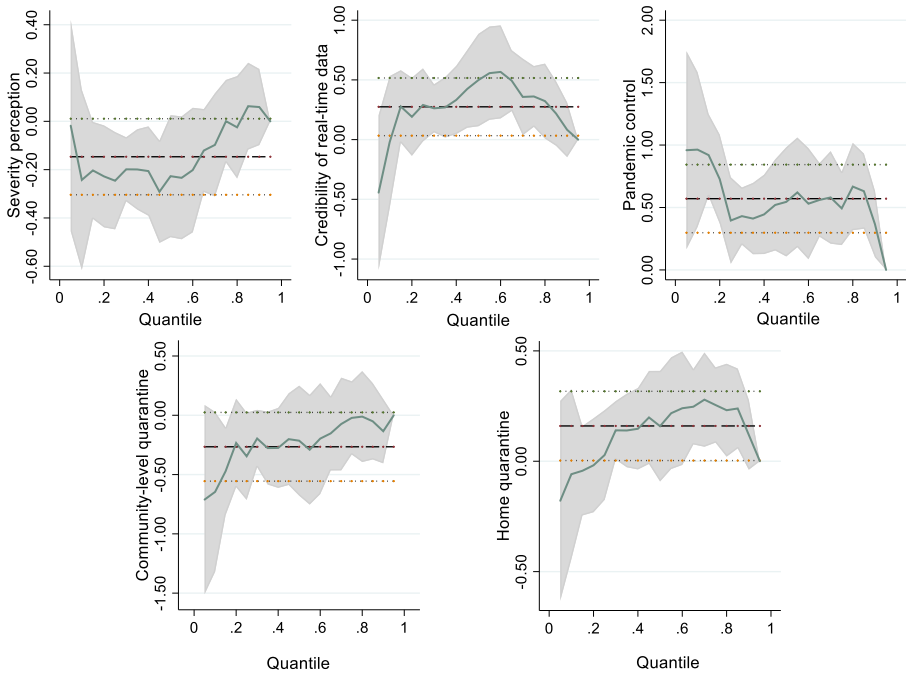 Severity perception
0.40
0.20
0.00
-0.20
-0.40
-0.60
0 .2 .4 .6 .8 1
Quantile
Credibility of real-time data
1.00
0.50
0.00
-0.50
-1.00
0 .2 .4 .6 .8 1
Quantile
Pandemic control
2.00
1.50
1.00
0.50
0.00
0 .2 .4 .6 .8 1
Quantile
Community-level quarantine
0.50
0.00
-0.50
-1.00
-1.50
0 .2 .4 .6 .8 1
Quantile
Home quarantine
0.50
0.00
-0.50
0 .2 .4 .6 .8 1
Quantile